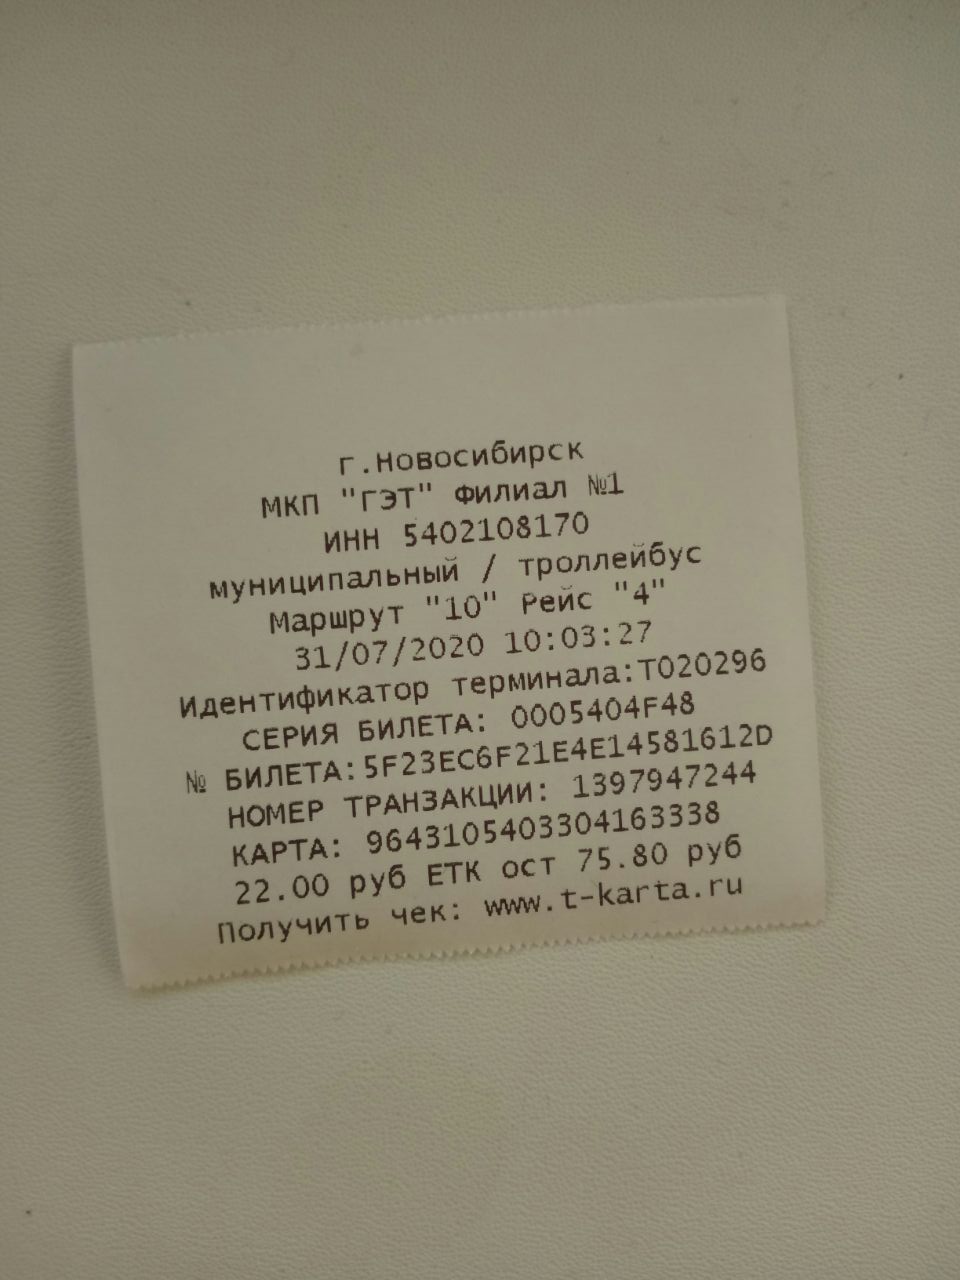 г.Новосибирск
МКП "ГЭТ" Филиал №1
ИНН 5402108170
муниципальный / троллейбус
Маршрут "10" Рейс "4"
31/07/2020 10:03:27
Идентификатор терминала:T020296
СЕРИЯ БИЛЕТА: 0005404F48
№ БИЛЕТА:5F23EC6F21E4E14581612D
НОМЕР ТРАНЗАКЦИИ: 1397947244
КАРТА: 9643105403304163338
22.00 руб ЕТК ост 75.80 руб
Получить чек: www.t-karta.ru